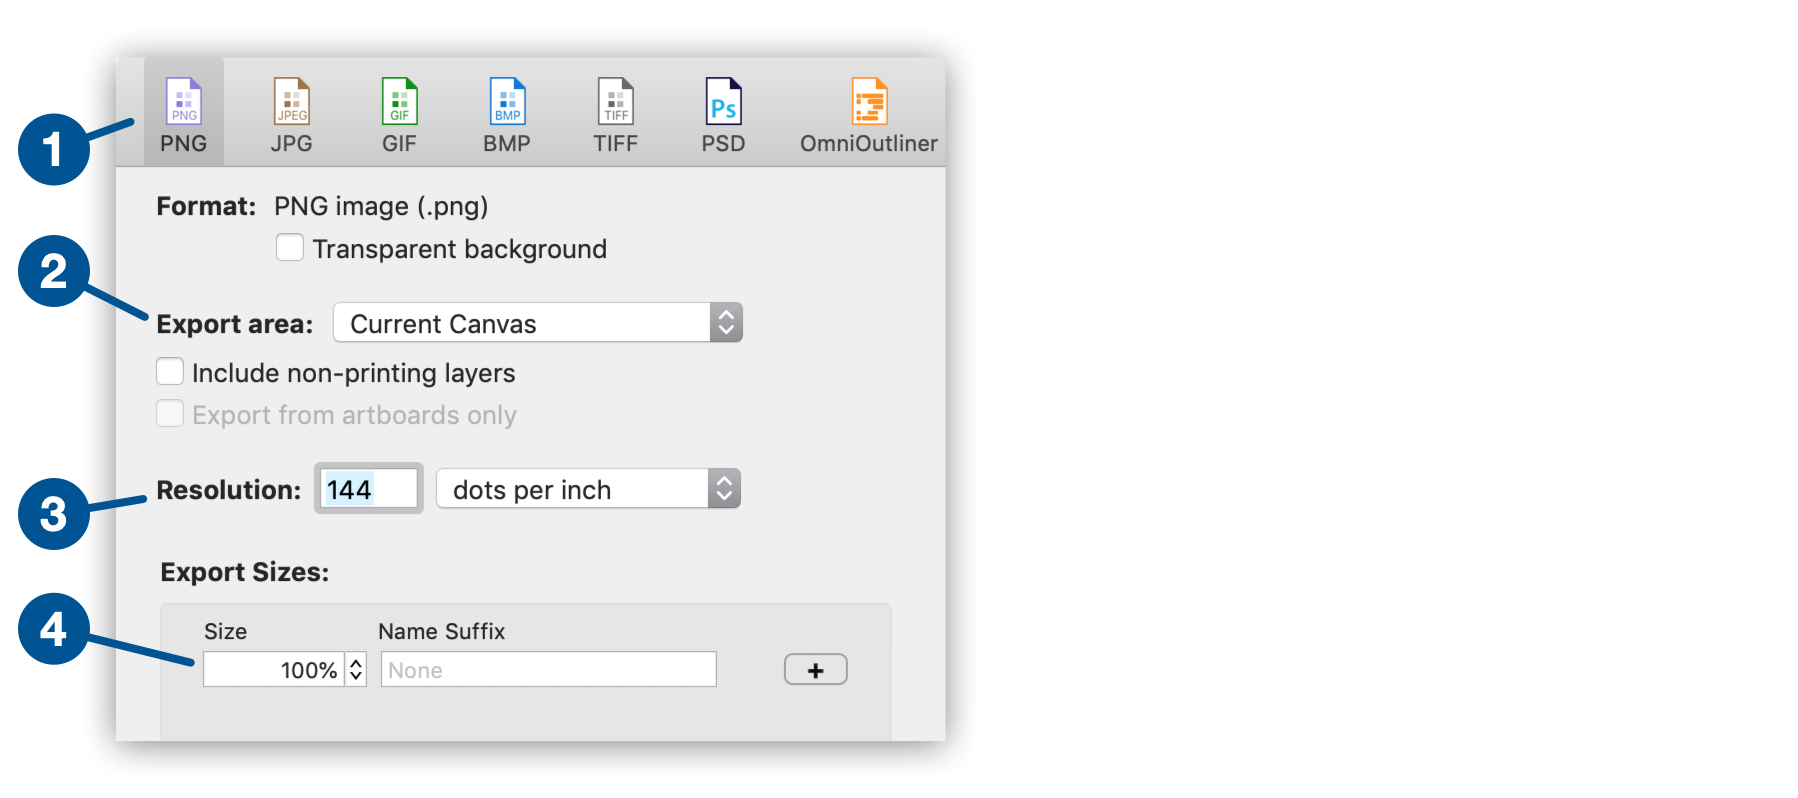 PNG JPEG GIF BMP TIFF Ps
PNG JPG GIF BMP TIFF PSD OmniOutliner
1
Format: PNG image (.png)
Transparent background
2
Export area: Current Canvas
Include non-printing layers
Export from artboards only
3
Resolution: 144 dots per inch
Export Sizes:
4
Size Name Suffix
100% None +